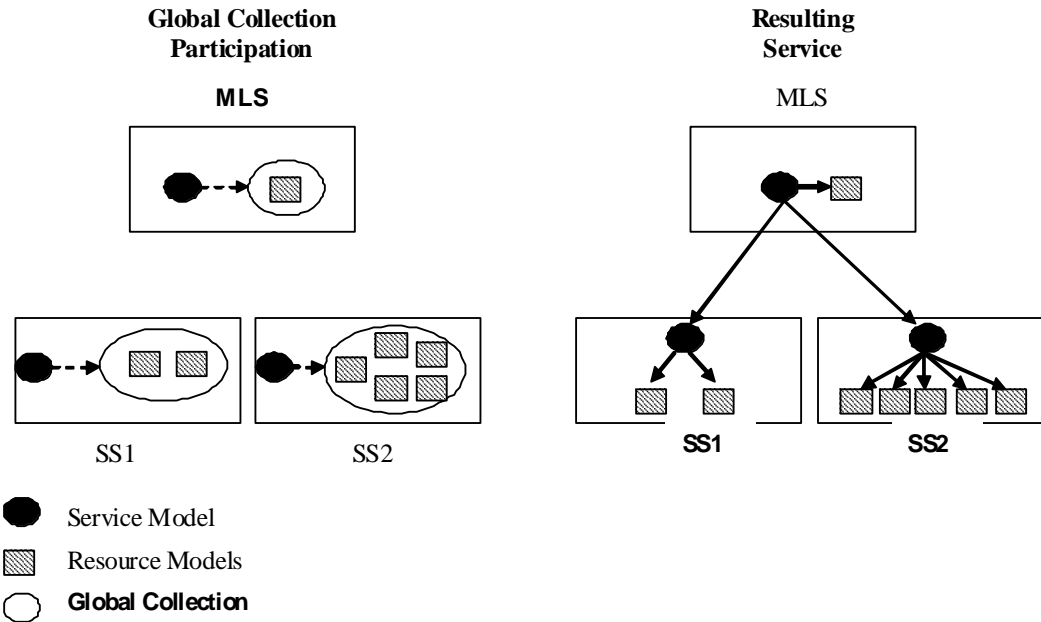 Global Collection
Participation
Resulting
Service
MLS
MLS
SS1
SS2
SS1
SS2
Service Model
Resource Models
Global Collection